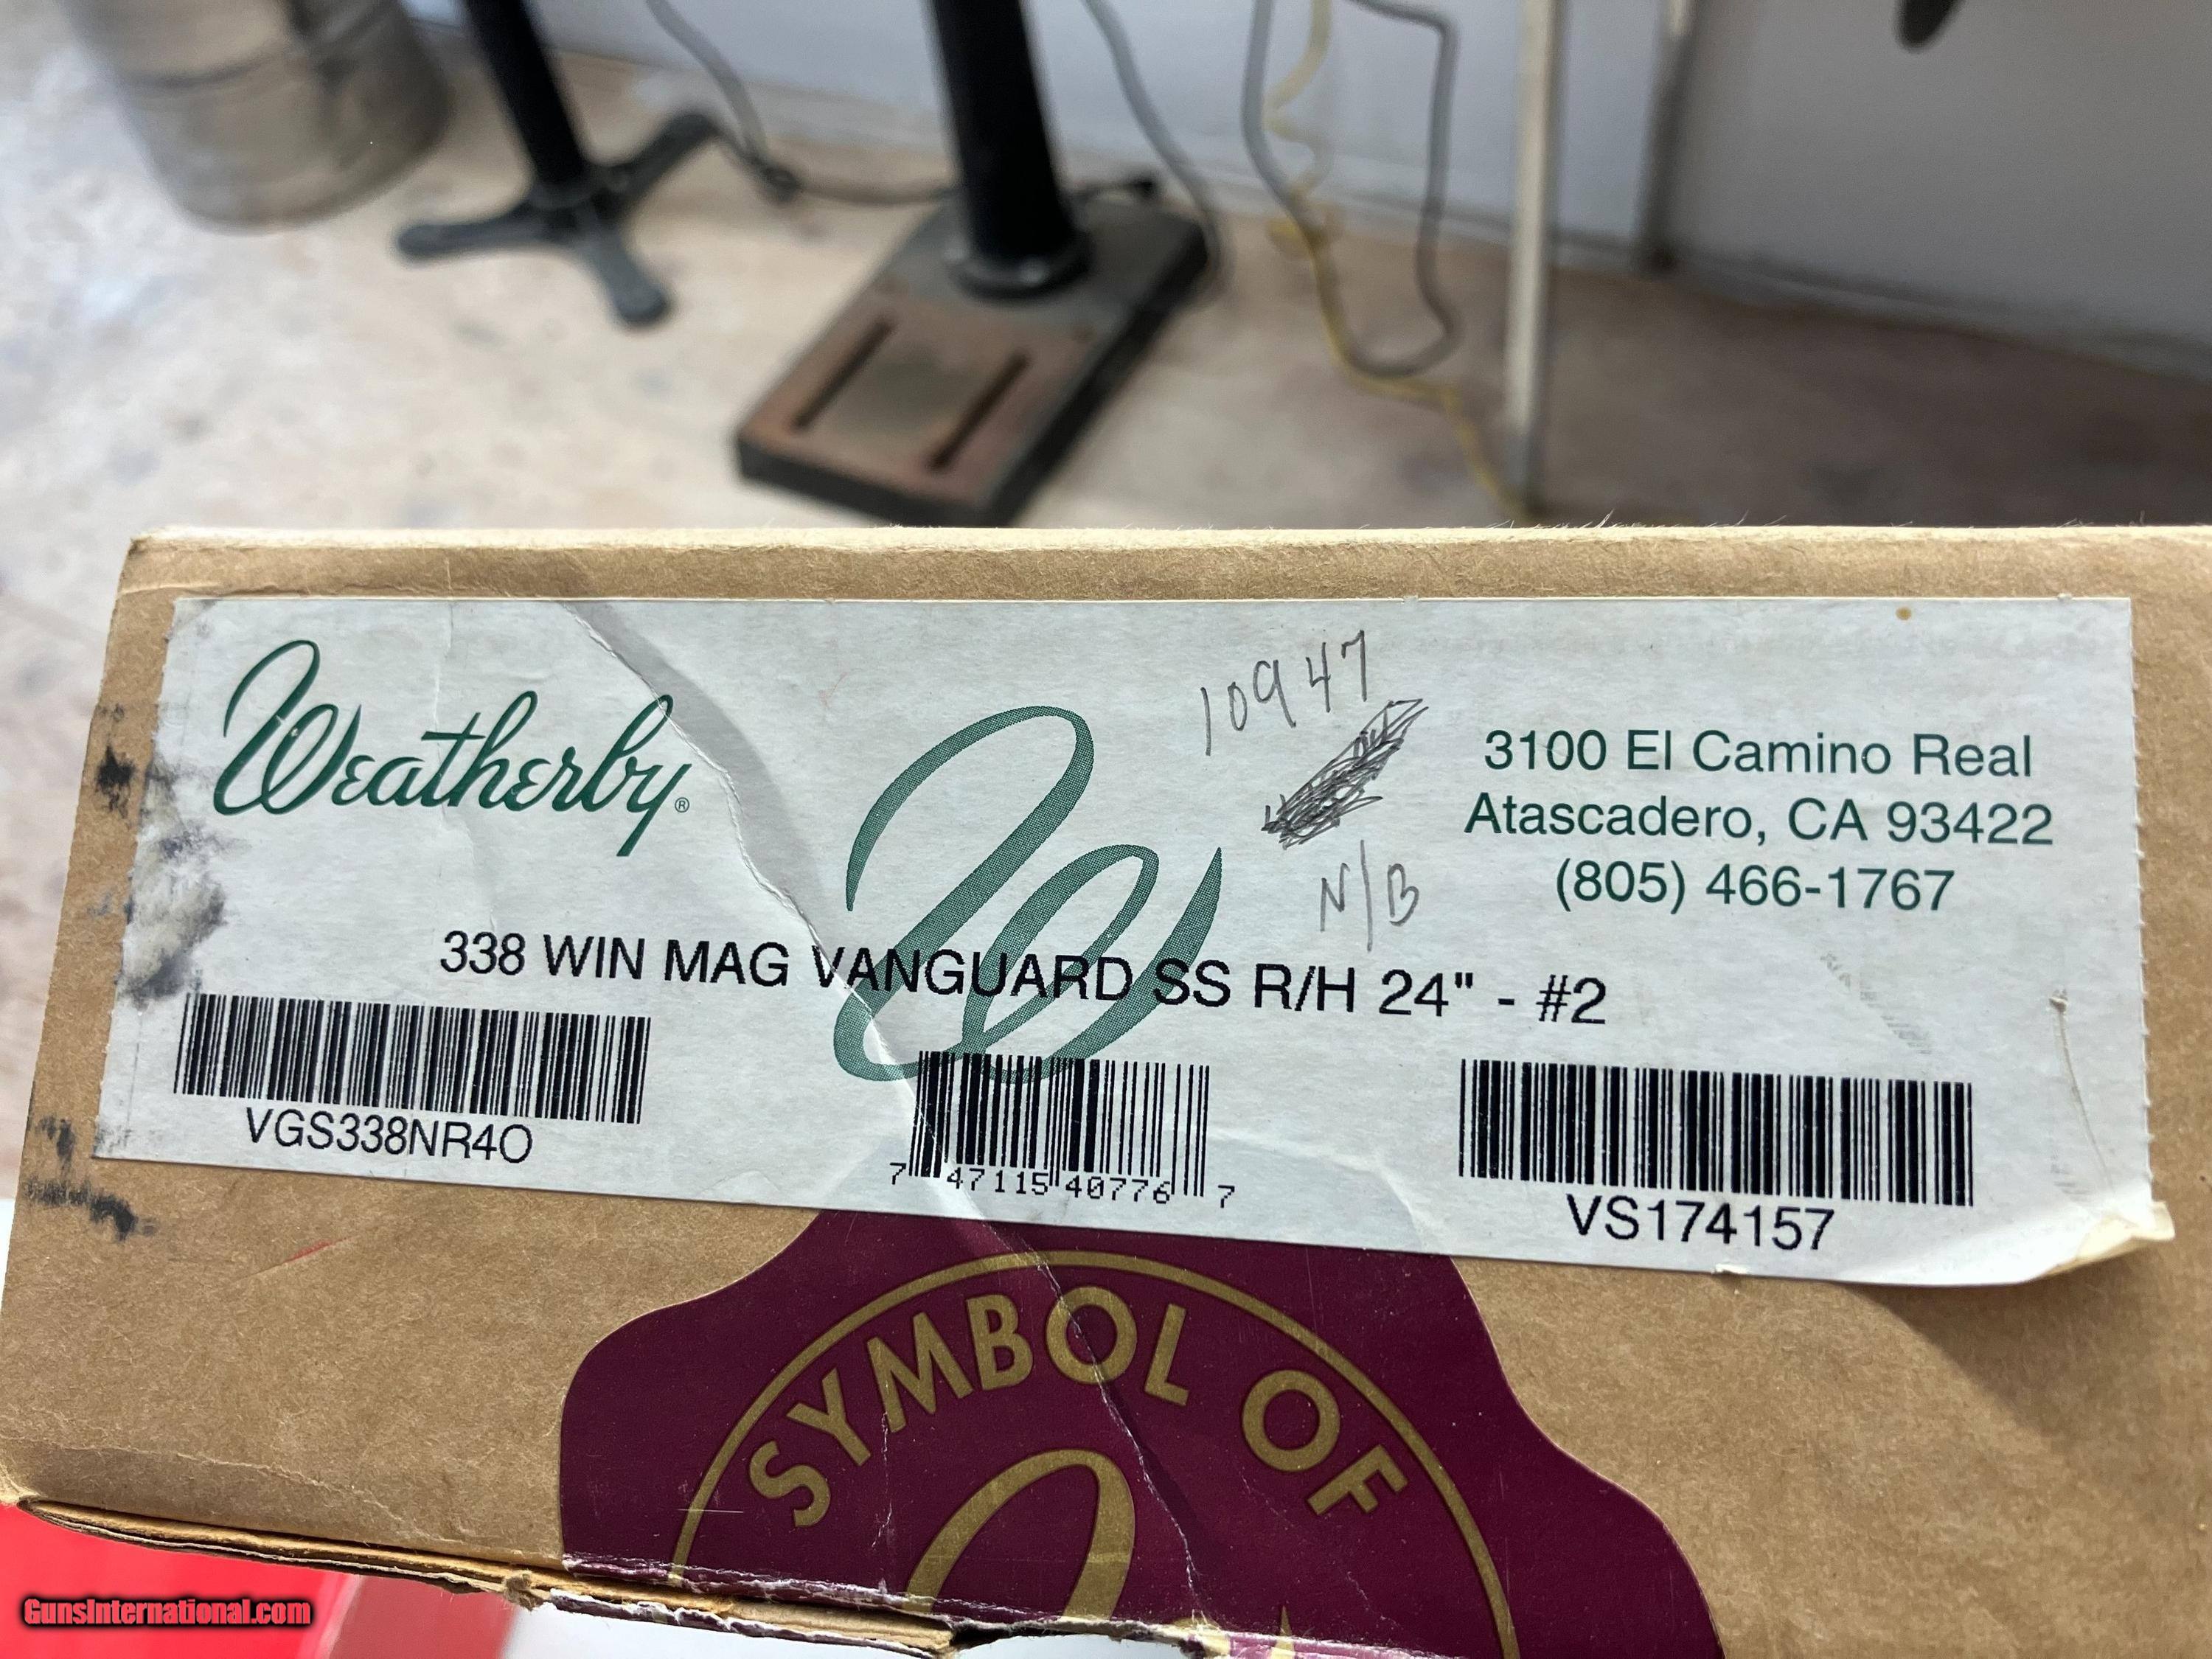 Weatherby®
10947
N/B
3100 El Camino Real
Atascadero, CA 93422
(805) 466-1767
338 WIN MAG VANGUARD SS R/H 24" - #2
VGS338NR4O
7 47115 40776 7
VS174157
SYMBOL OF
GunsInternational.com